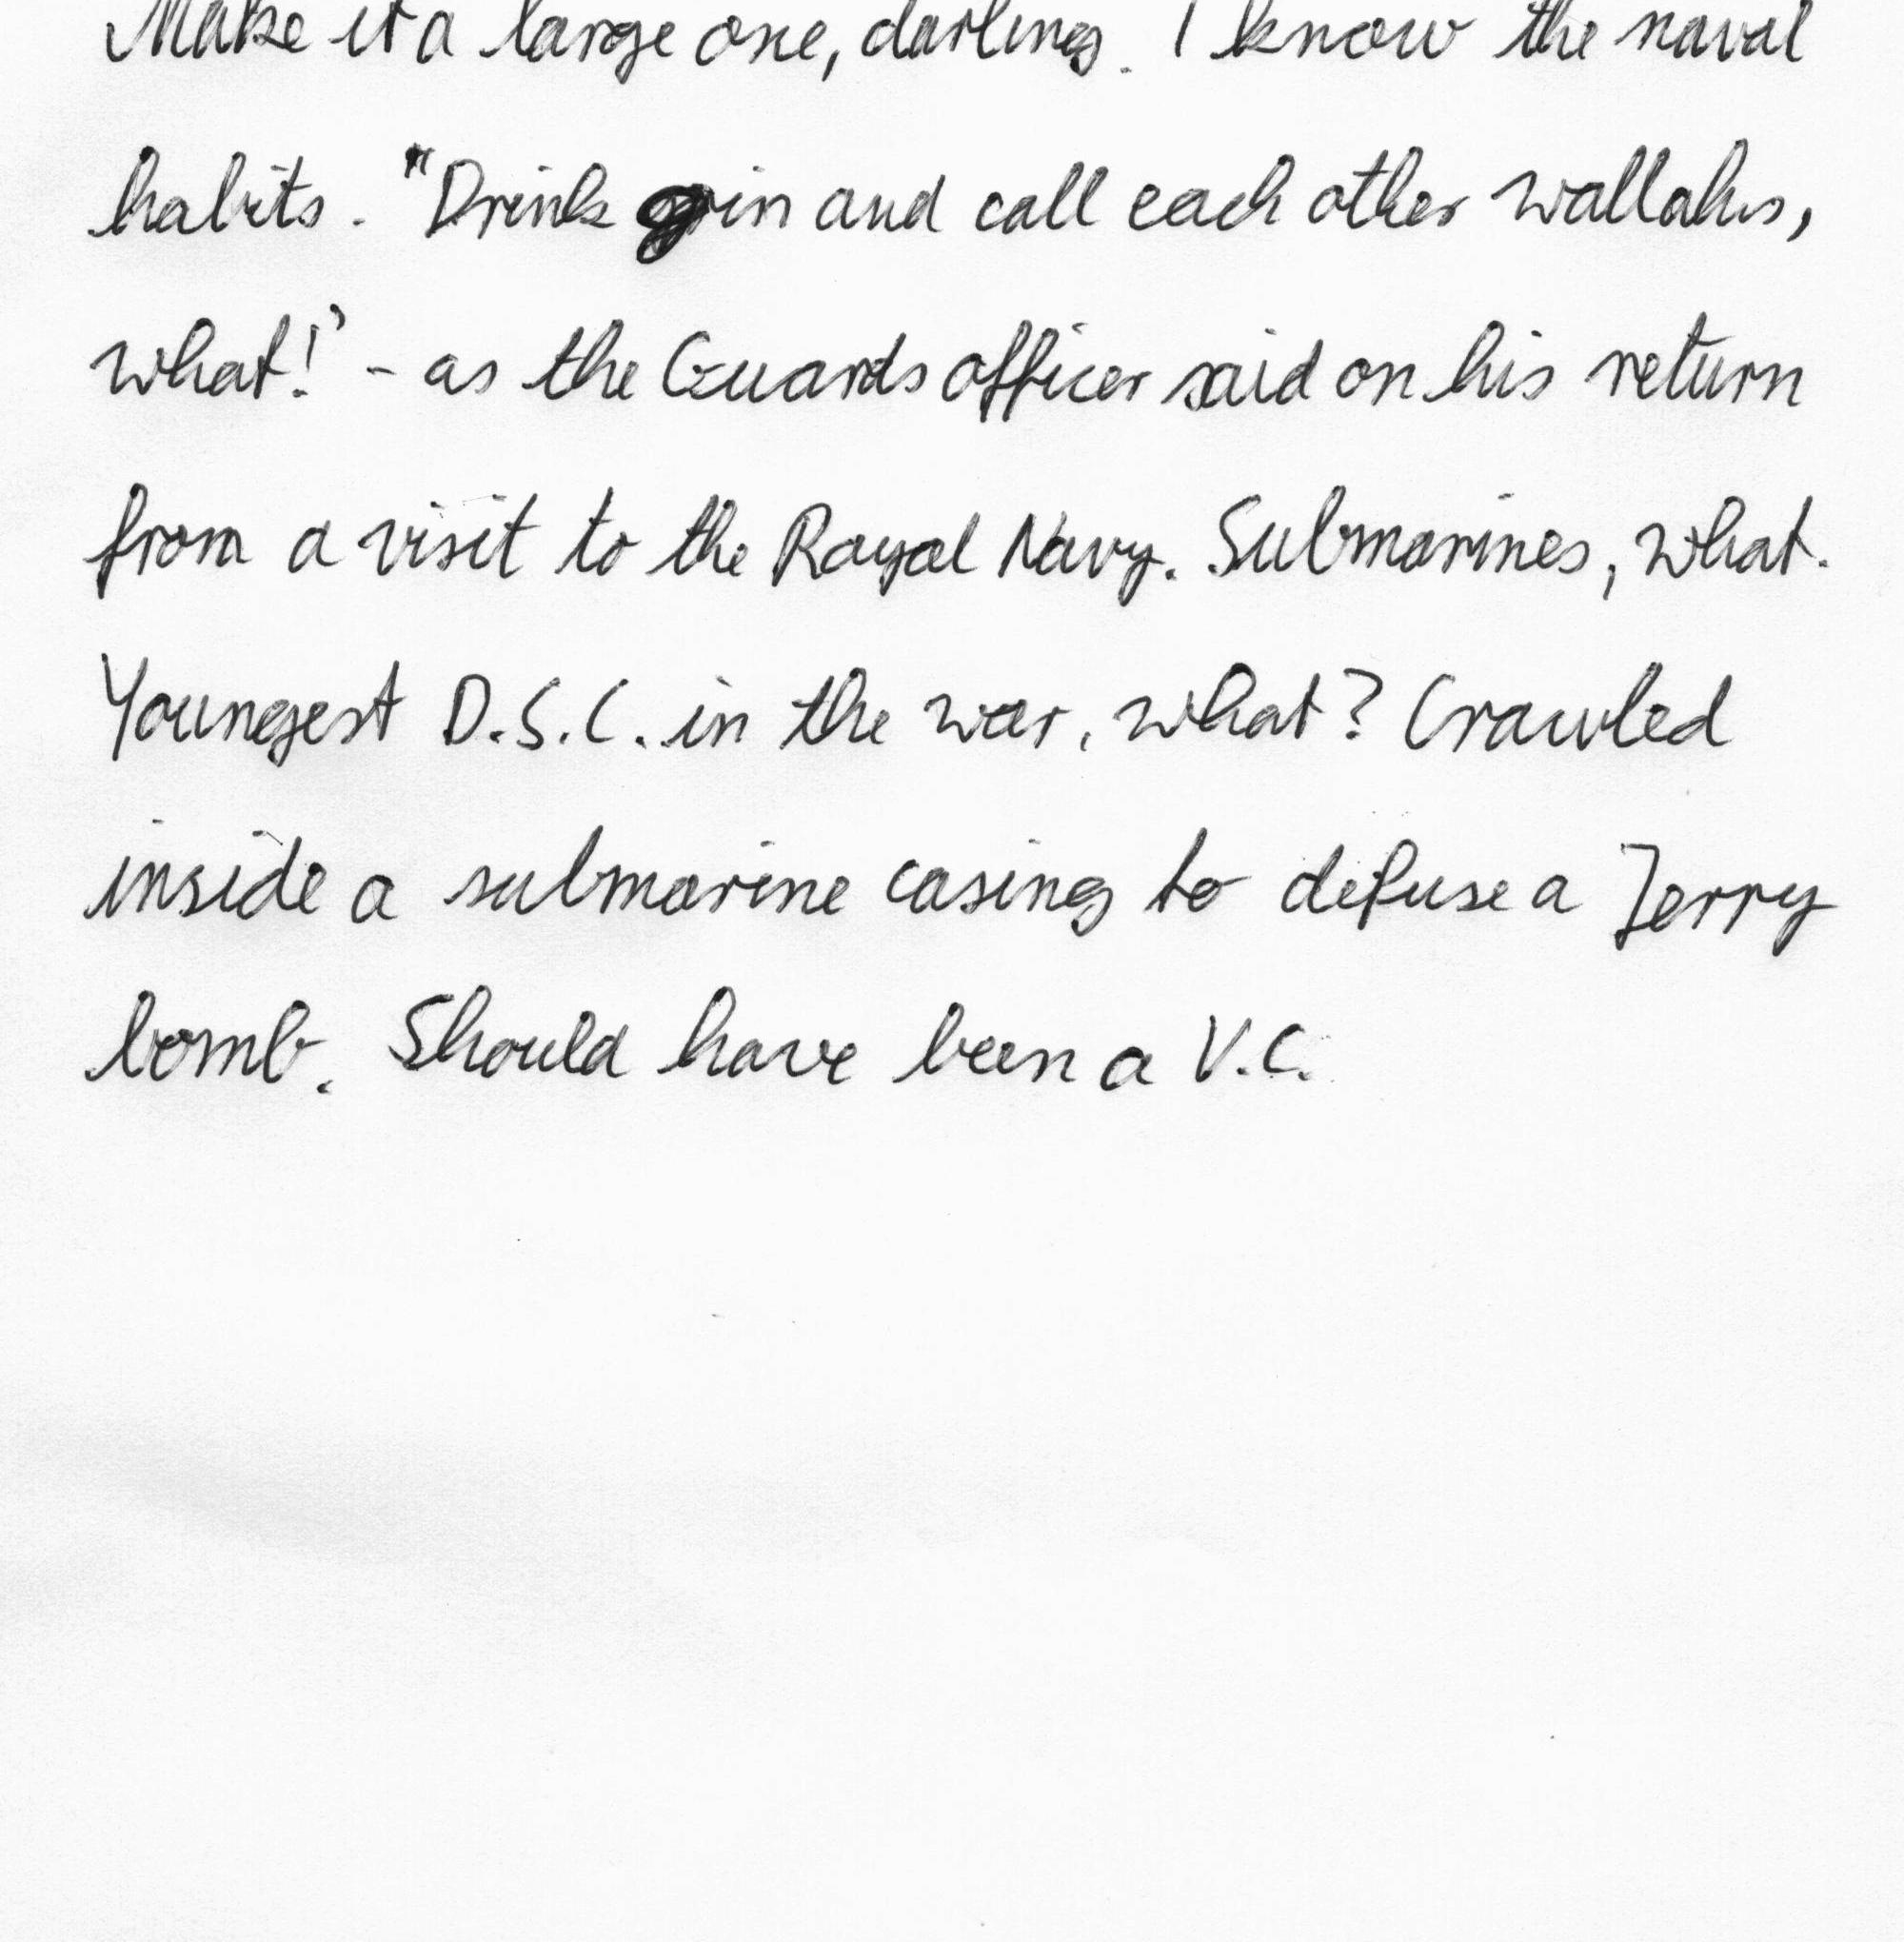 Make it a large one, darling. I know the naval
habits. "Drink gin and call each other wallahs,
what!" - as the Guards officer said on his return
from a visit to the Royal Navy. Submarines, what.
Youngest D.S.C. in the war, what? Crawled
inside a submarine casing to defuse a Jerry
bomb. Should have been a V.C.